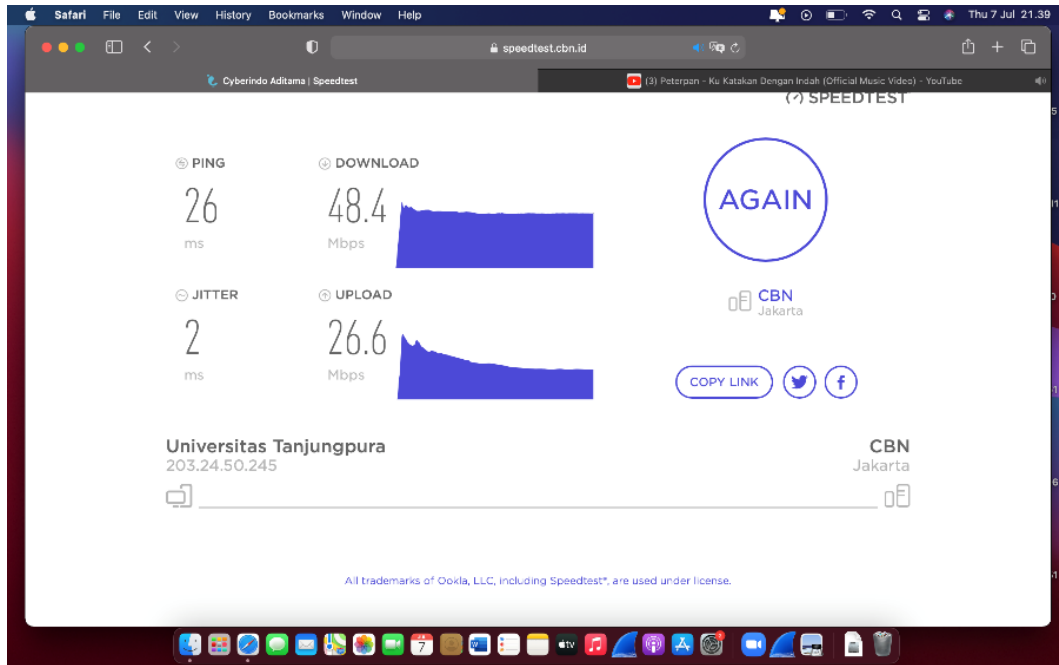 Safari File Edit View History Bookmarks Window Help Thu 7 Jul 21.39
speedtest.cbn.id
Cyberindo Aditama | Speedtest
(3) Peterpan - Ku Katakan Dengan Indah (Official Music Video) - YouTube
SPEEDTEST
PING
26
ms
DOWNLOAD
48.4
Mbps
AGAIN
JITTER
2
ms
UPLOAD
26.6
Mbps
CBN
Jakarta
COPY LINK
Universitas Tanjungpura
203.24.50.245
CBN
Jakarta
All trademarks of Ookla, LLC, including Speedtest®, are used under license.
7
tv